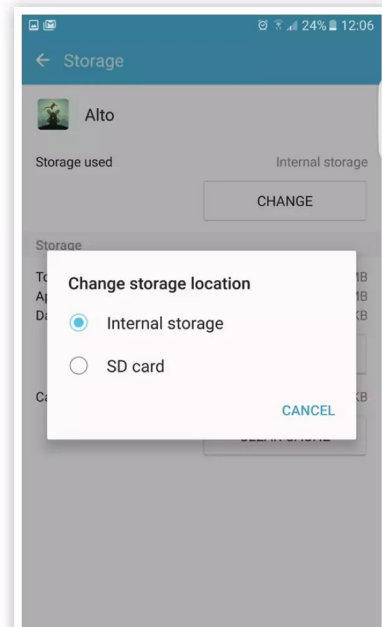 24% 12:06
Storage
Alto
Storage used Internal storage
CHANGE
Storage
Change storage location
Internal storage
SD card
CANCEL